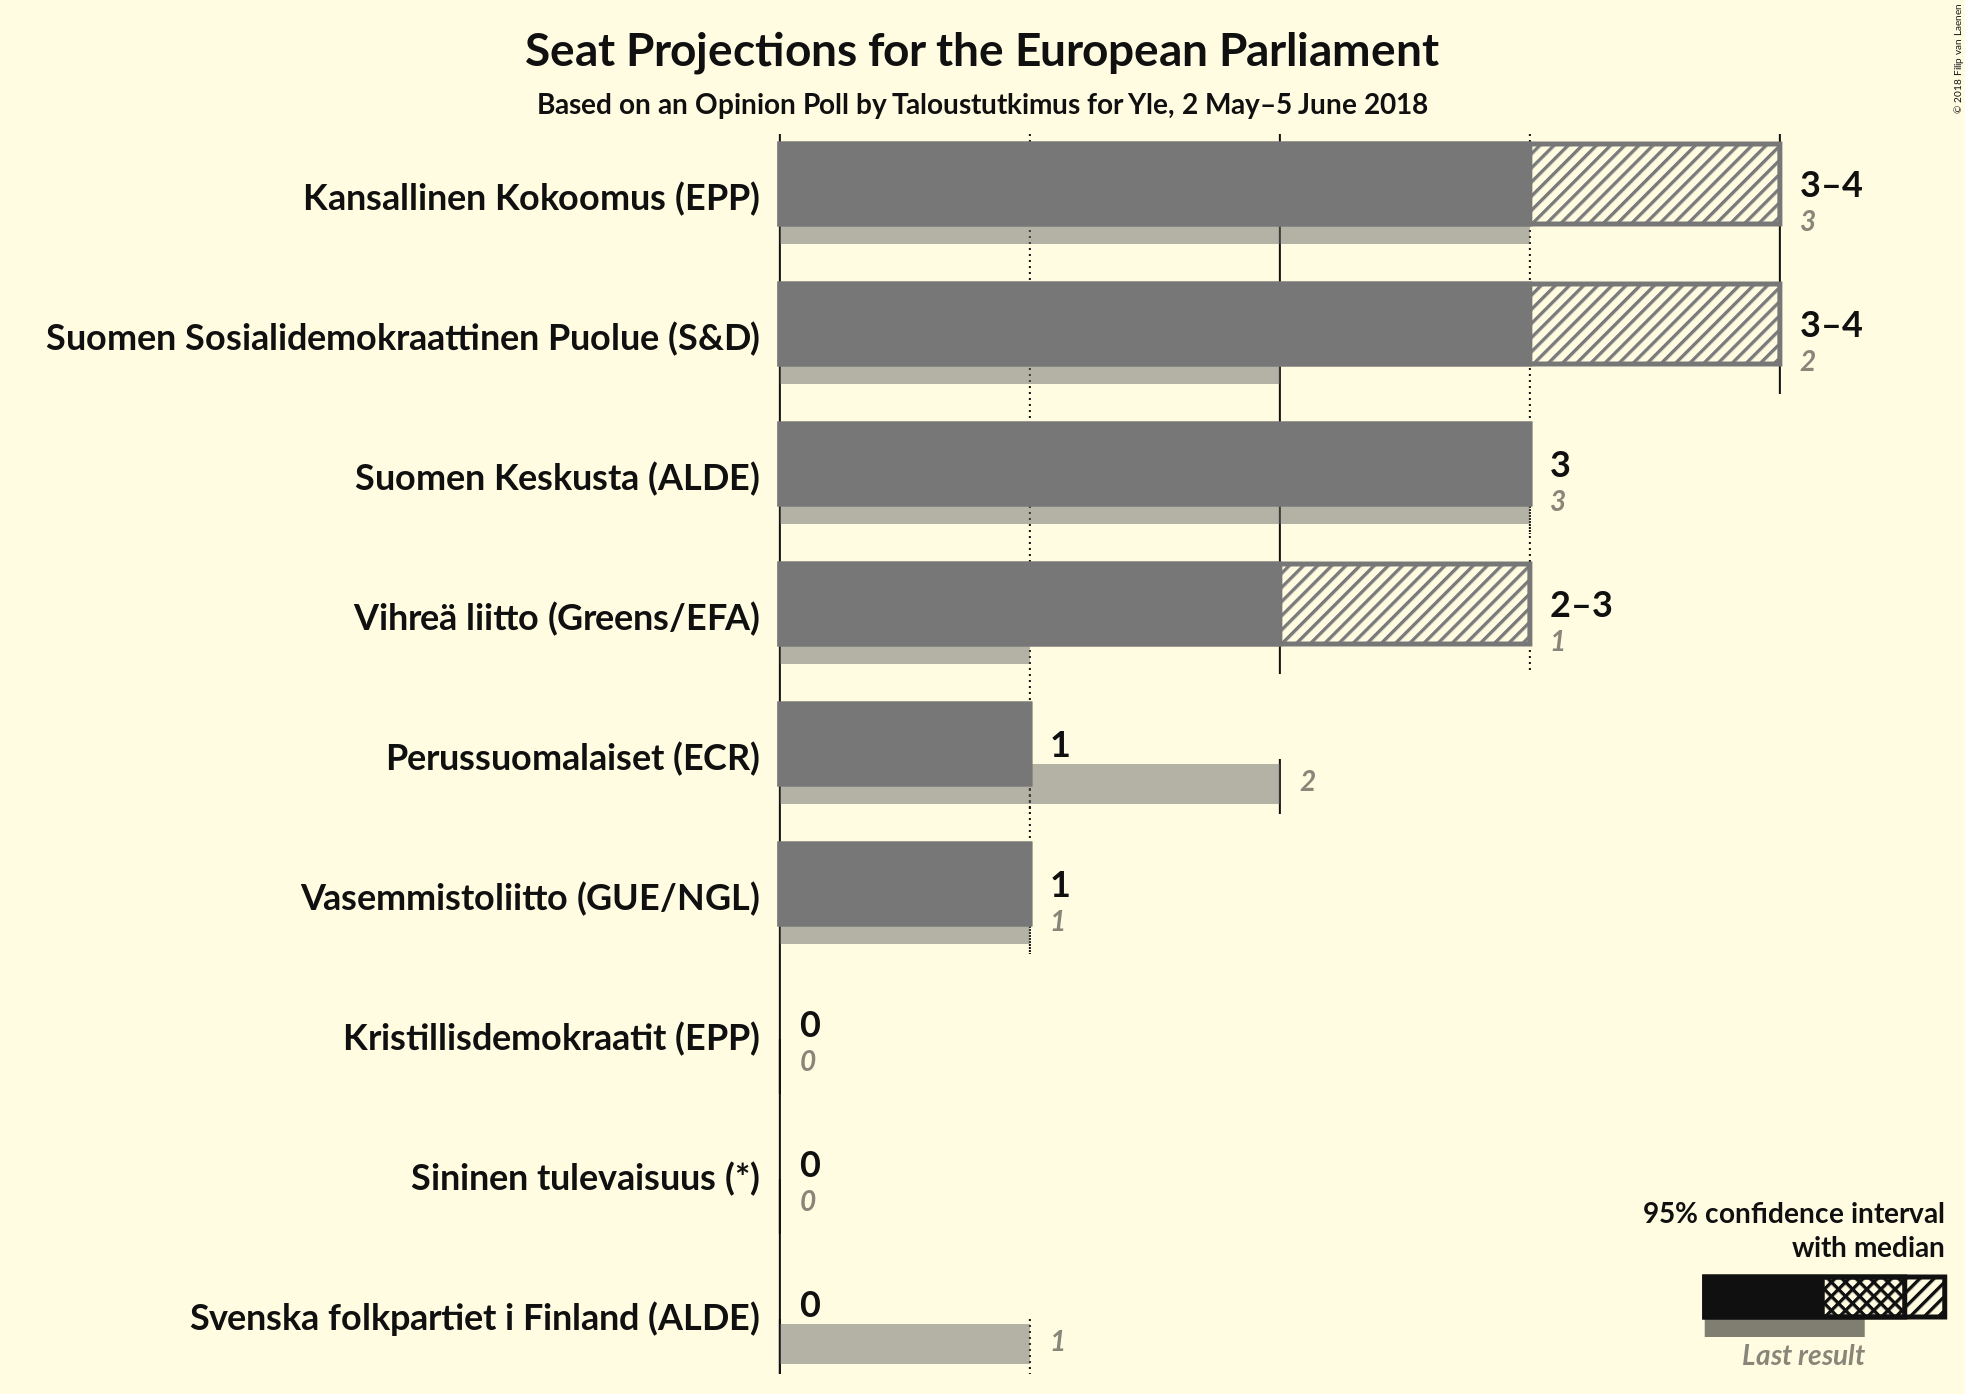 Seat Projections for the European Parliament
Based on an Opinion Poll by Taloustutkimus for Yle, 2 May–5 June 2018
© 2018 Filip van Laenen
Kansallinen Kokoomus (EPP)
3–4
3
Suomen Sosialidemokraattinen Puolue (S&D)
3–4
2
Suomen Keskusta (ALDE)
3
3
Vihreä liitto (Greens/EFA)
2–3
1
Perussuomalaiset (ECR)
1
2
Vasemmistoliitto (GUE/NGL)
1
1
Kristillisdemokraatit (EPP)
0
0
Sininen tulevaisuus (*)
0
0
Svenska folkpartiet i Finland (ALDE)
0
1
95% confidence interval
with median
Last result